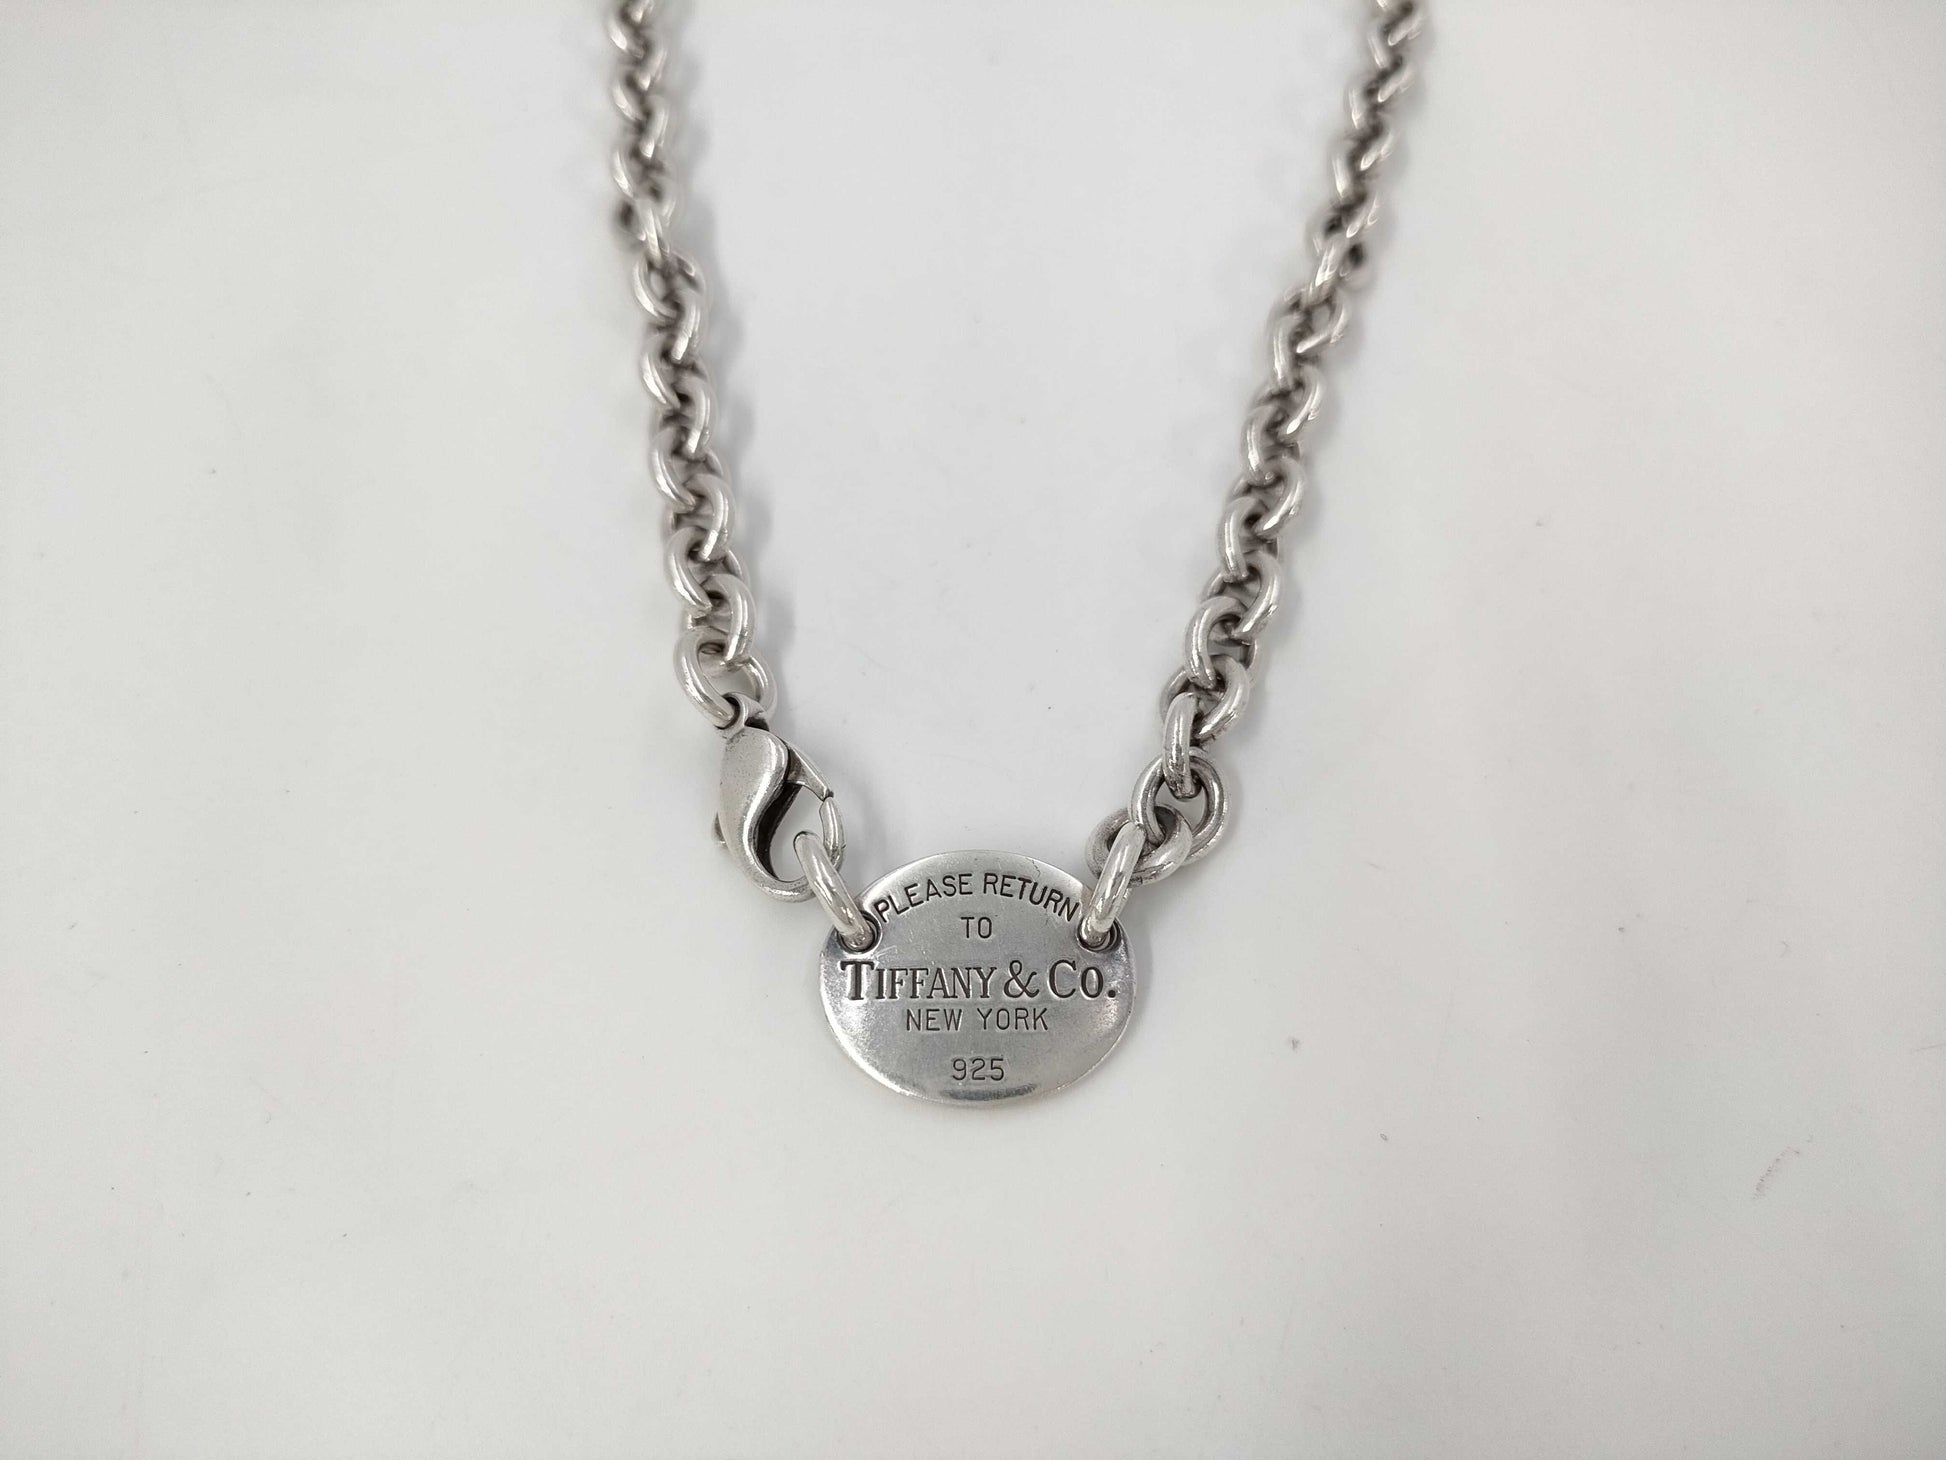 PLEASE RETURN
TO
TIFFANY & CO.
NEW YORK
925